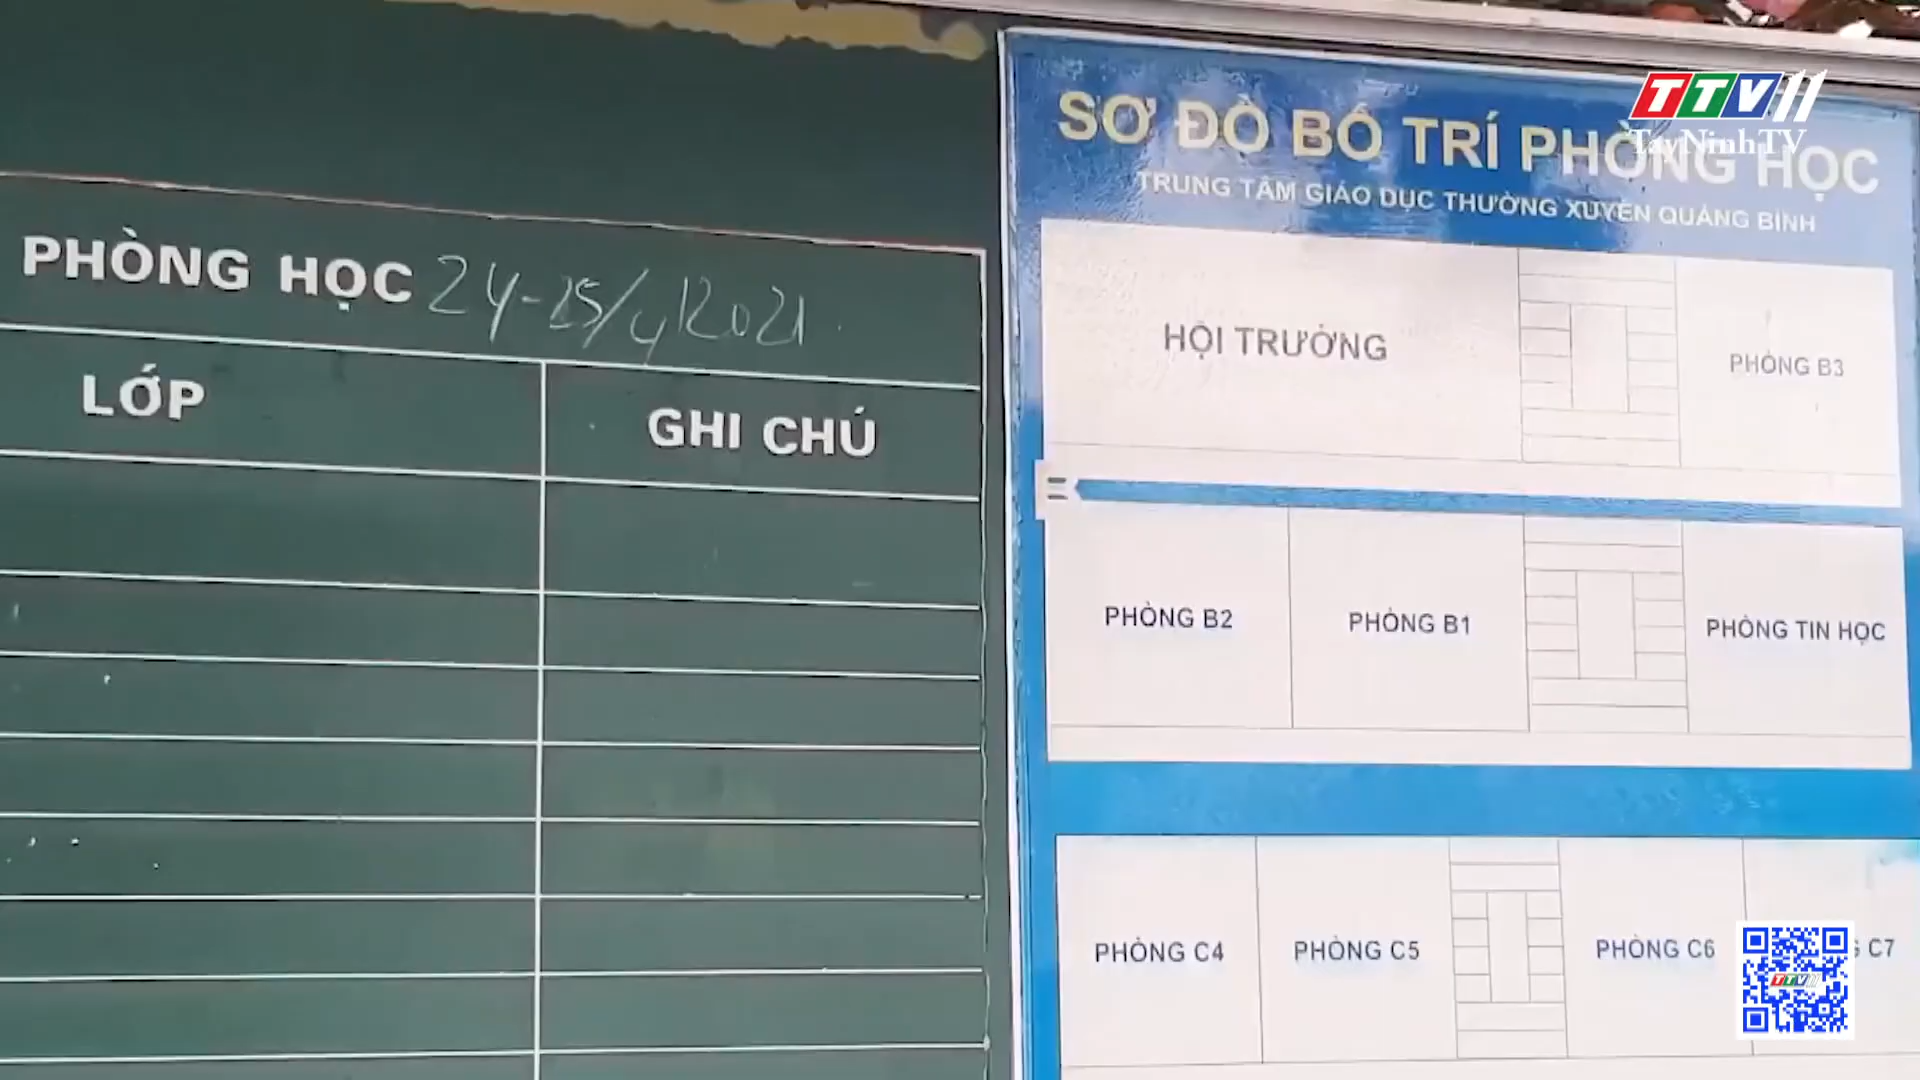 PHÒNG HỌC 24-25/4/2021
LỚP
GHI CHÚ
SƠ ĐỒ BỐ TRÍ PHÒNG HỌC
TRUNG TÂM GIÁO DỤC THƯỜNG XUYÊN QUẢNG BÌNH
HỘI TRƯỜNG
PHÒNG B3
PHÒNG B2
PHÒNG B1
PHÒNG TIN HỌC
PHÒNG C4
PHÒNG C5
PHÒNG C6
G C7
TTV11
TayNinhTV
TTV11